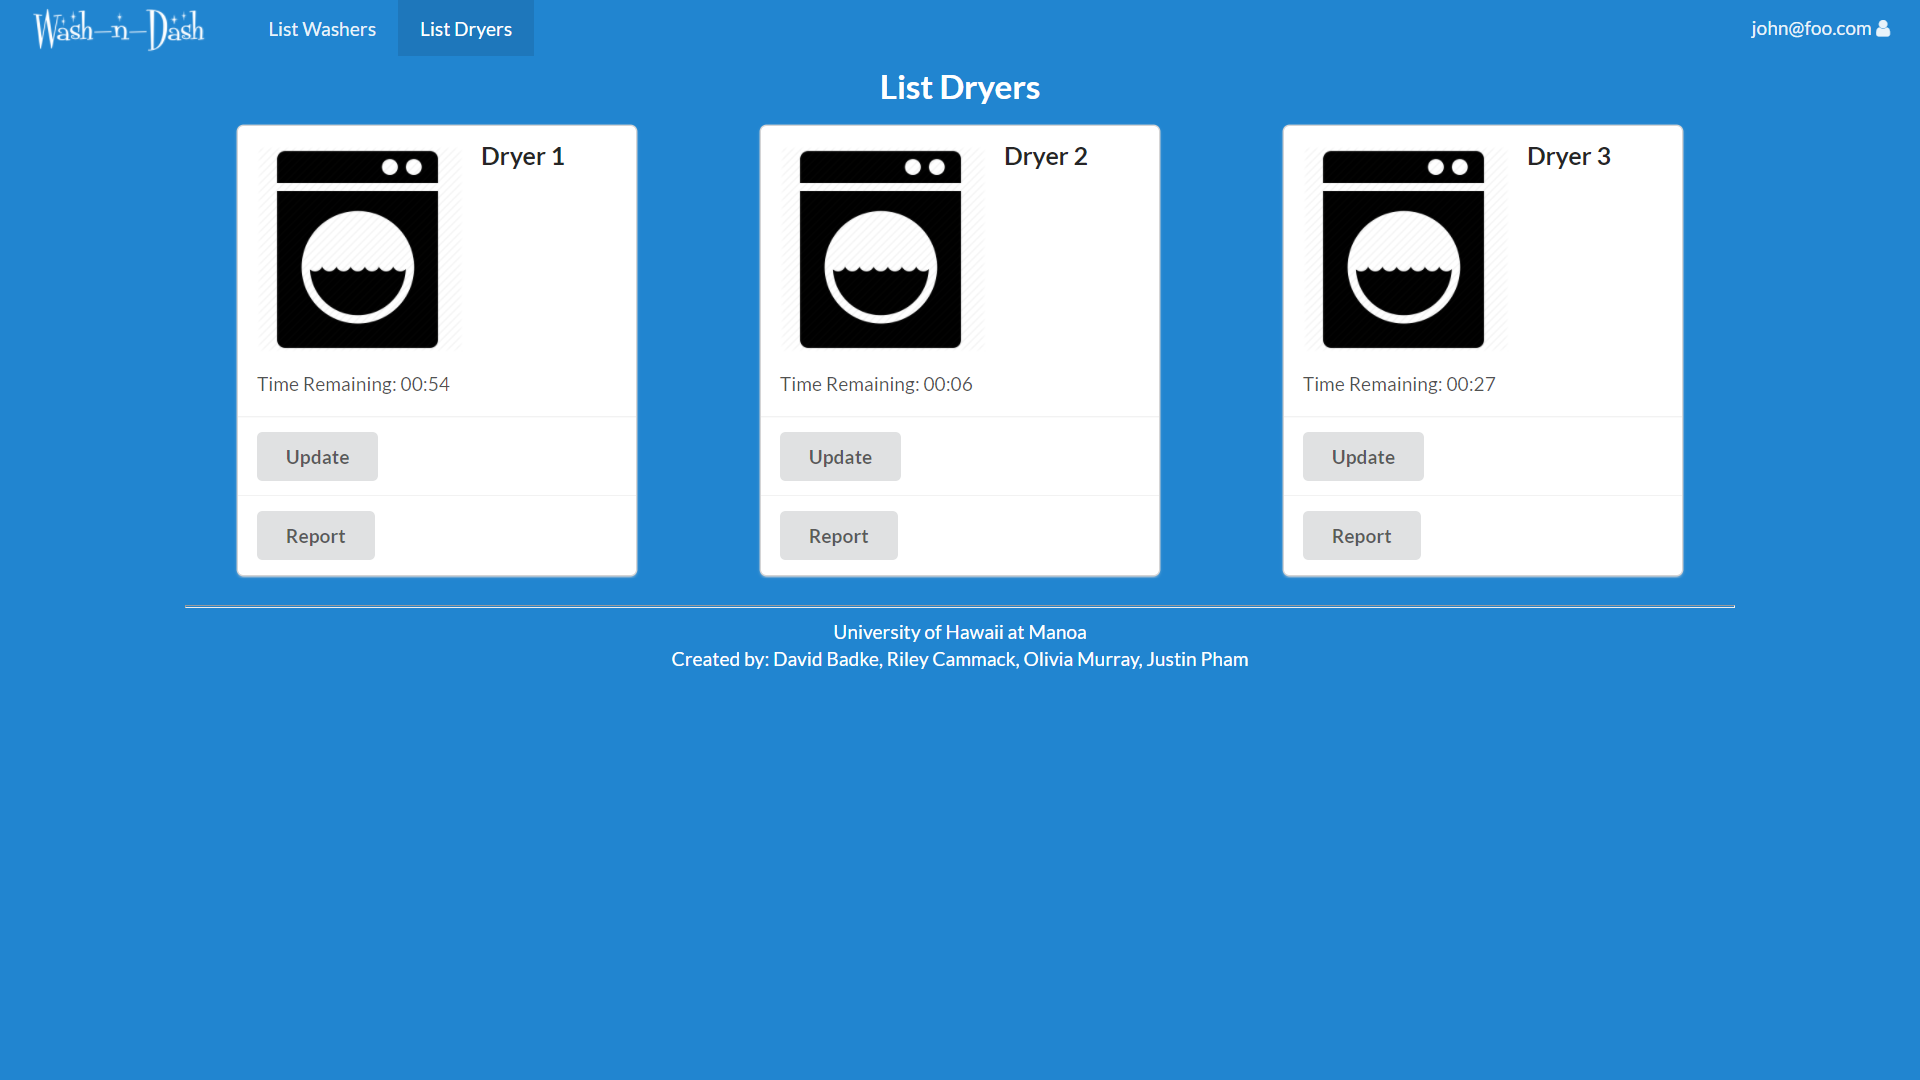 Wash-n-Dash List Washers List Dryers john@foo.com
List Dryers
Dryer 1
Time Remaining: 00:54
Update
Report
Dryer 2
Time Remaining: 00:06
Update
Report
Dryer 3
Time Remaining: 00:27
Update
Report
University of Hawaii at Manoa
Created by: David Badke, Riley Cammack, Olivia Murray, Justin Pham